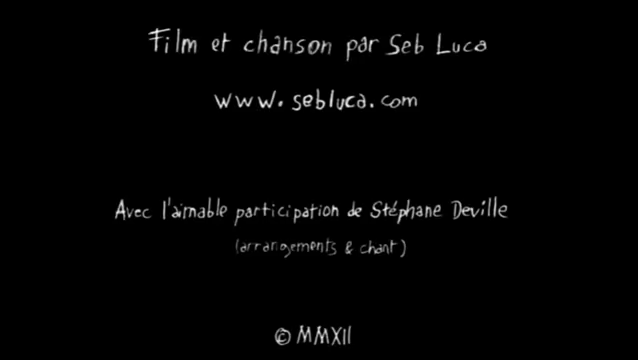 Film et chanson par Seb Luca
www.sebluca.com
Avec l'aimable participation de Stéphane Deville
(arrangements & chant)
© MMXII